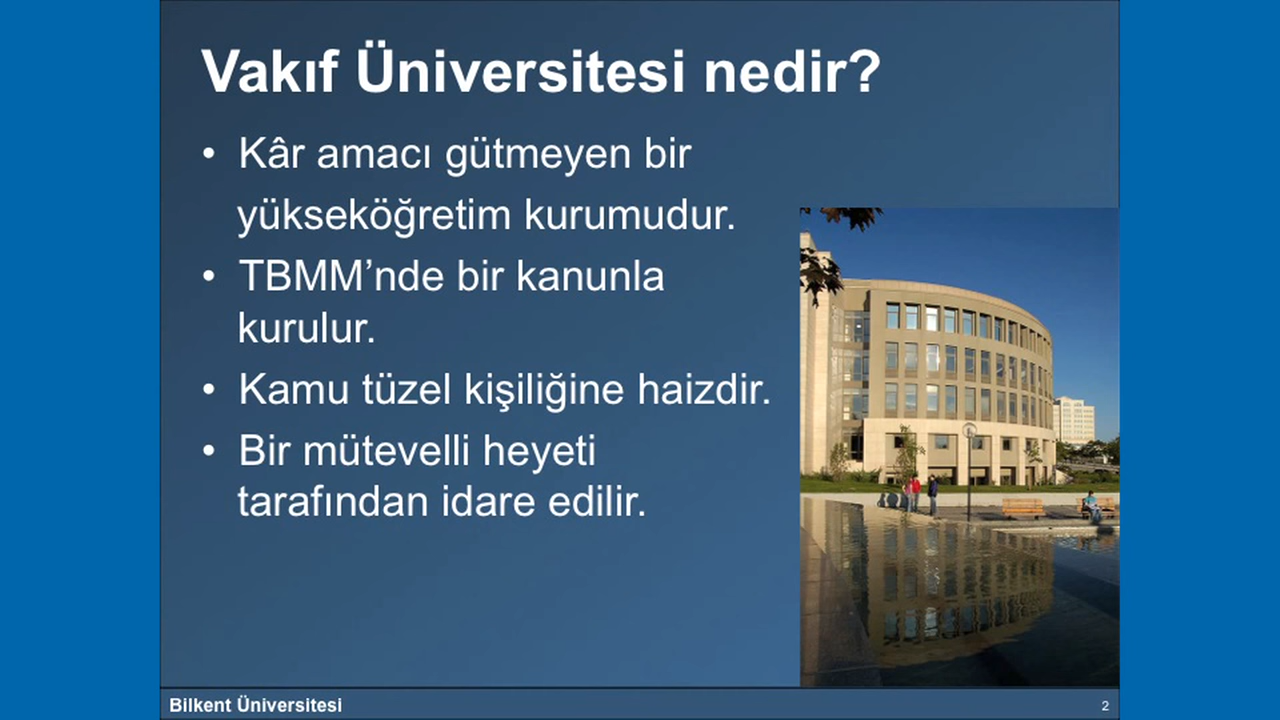 Vakıf Üniversitesi nedir?
• Kâr amacı gütmeyen bir
yükseköğretim kurumudur.
• TBMM’nde bir kanunla
kurulur.
• Kamu tüzel kişiliğine haizdir.
• Bir mütevelli heyeti
tarafından idare edilir.
Bilkent Üniversitesi
2